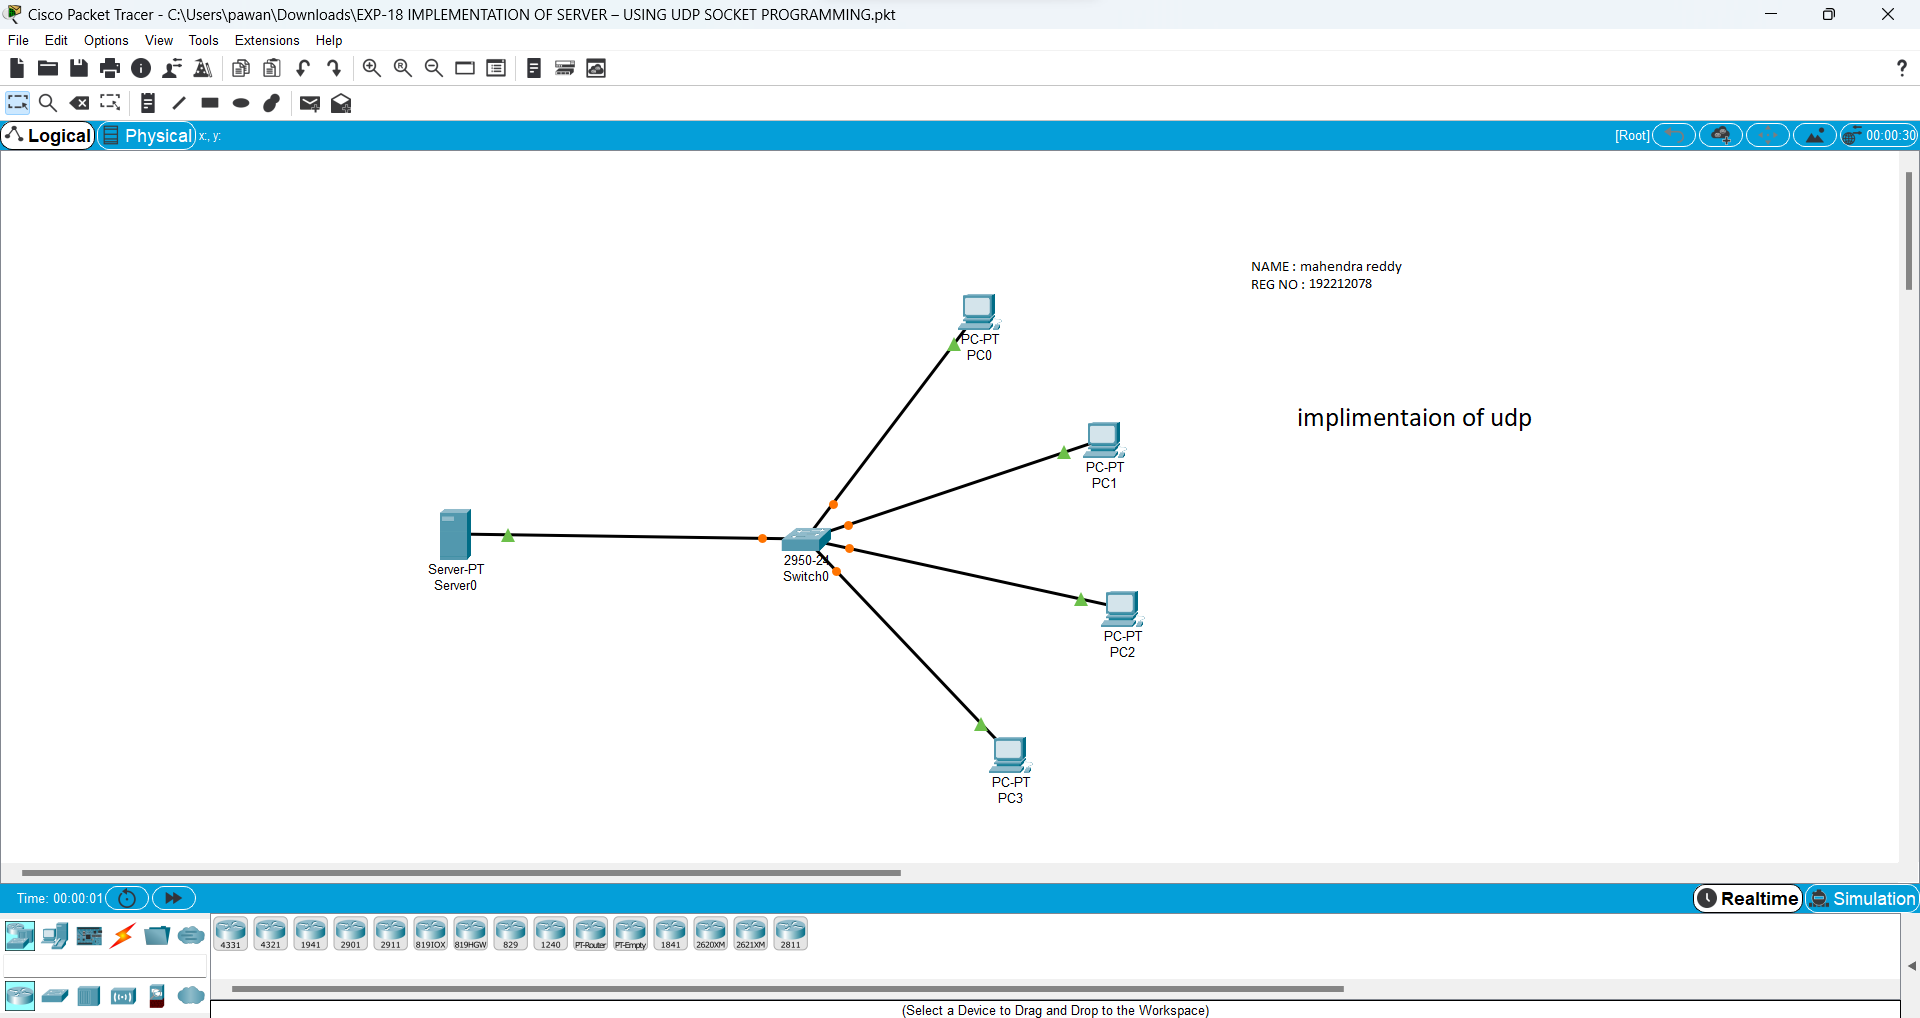 Cisco Packet Tracer - C:\Users\pawan\Downloads\EXP-18 IMPLEMENTATION OF SERVER – USING UDP SOCKET PROGRAMMING.pkt
File Edit Options View Tools Extensions Help
?
Logical Physical x:, y: [Root] 00:00:30
NAME : mahendra reddy
REG NO : 192212078
PC-PT
PC0
implimentaion of udp
PC-PT
PC1
Server-PT
Server0
2950-24
Switch0
PC-PT
PC2
PC-PT
PC3
Time: 00:00:01 Realtime Simulation
4331 4321 1941 2901 2911 819IOX 819HGW 829 1240 PT-Router PT-Empty 1841 2620XM 2621XM 2811
(Select a Device to Drag and Drop to the Workspace)